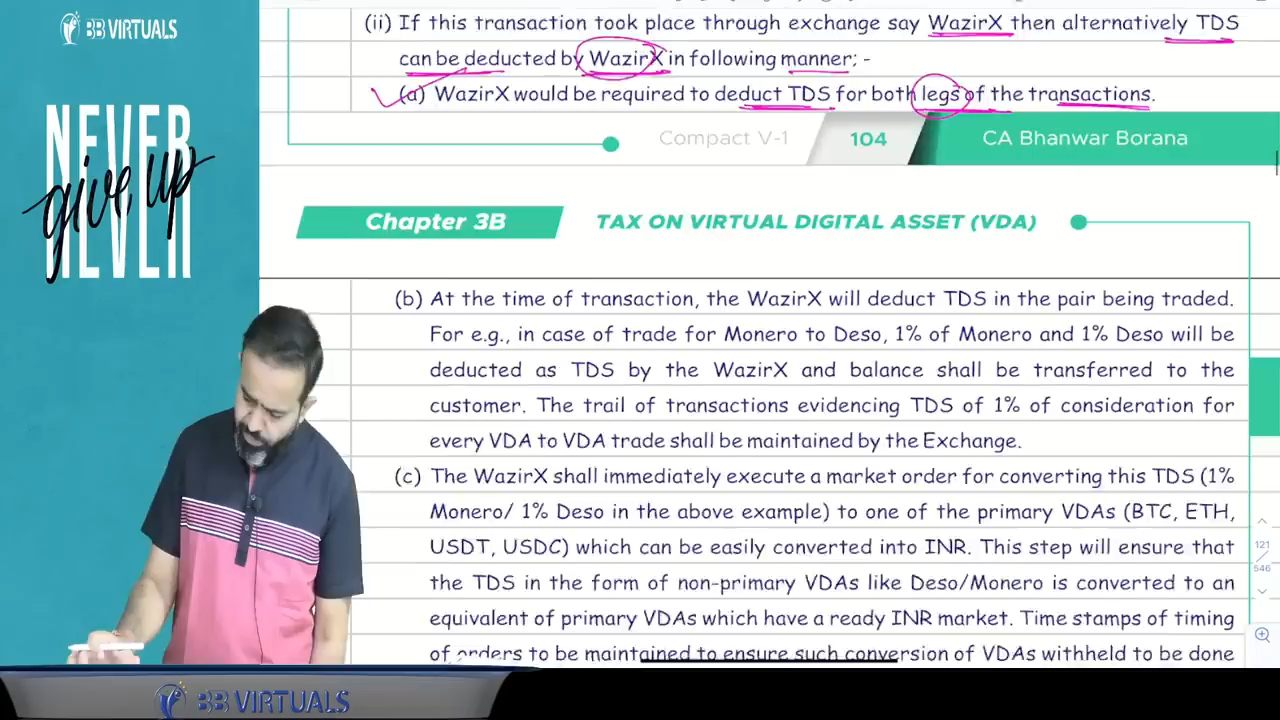 BB VIRTUALS
NEVER
give up
NEVER
(ii) If this transaction took place through exchange say WazirX then alternatively TDS
can be deducted by WazirX in following manner; -
(a) WazirX would be required to deduct TDS for both legs of the transactions.
Compact V-1
104
CA Bhanwar Borana
Chapter 3B
TAX ON VIRTUAL DIGITAL ASSET (VDA)
(b) At the time of transaction, the WazirX will deduct TDS in the pair being traded.
For e.g., in case of trade for Monero to Deso, 1% of Monero and 1% Deso will be
deducted as TDS by the WazirX and balance shall be transferred to the
customer. The trail of transactions evidencing TDS of 1% of consideration for
every VDA to VDA trade shall be maintained by the Exchange.
(c) The WazirX shall immediately execute a market order for converting this TDS (1%
Monero/ 1% Deso in the above example) to one of the primary VDAs (BTC, ETH,
USDT, USDC) which can be easily converted into INR. This step will ensure that
the TDS in the form of non-primary VDAs like Deso/Monero is converted to an
equivalent of primary VDAs which have a ready INR market. Time stamps of timing
of orders to be maintained to ensure such conversion of VDAs withheld to be done
121
546
BB VIRTUALS